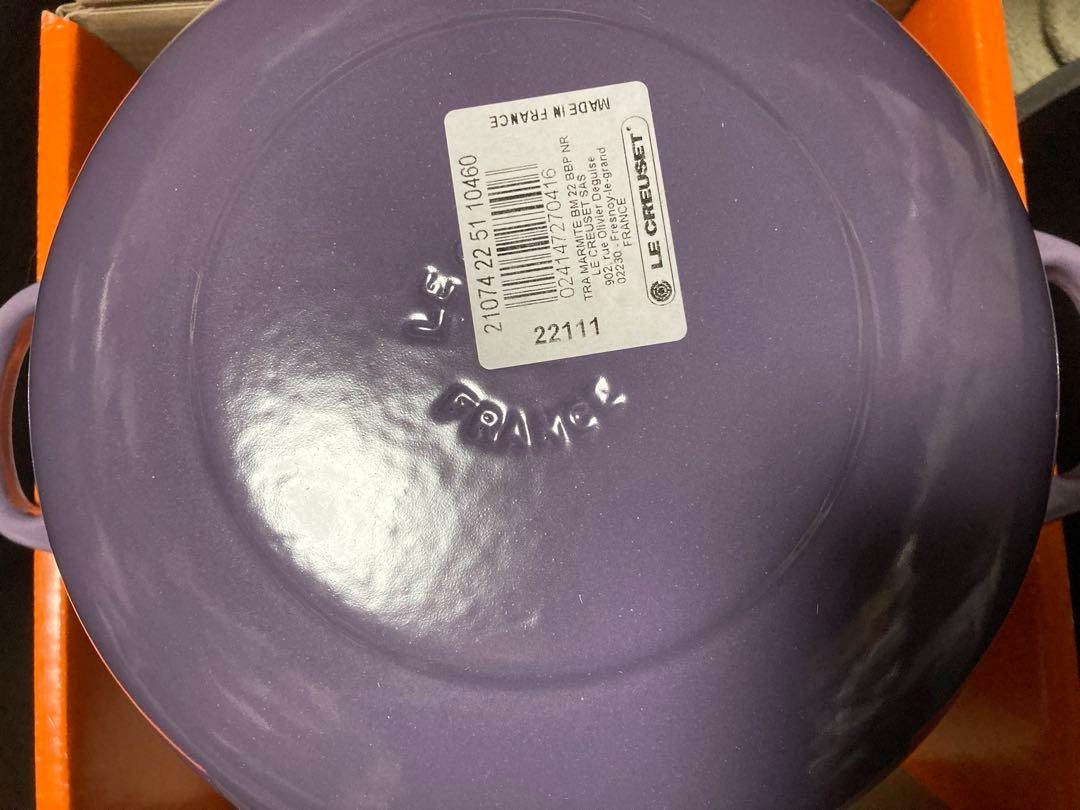 MADE IN FRANCE
21074 22 51 10460
024147270416
TRA MARMITE BM 22 BBP NR
LE CREUSET SAS
902, rue Olivier Deguise
02230 - Fresnoy-le-grand
FRANCE
LE CREUSET
22111
LE
FRANCE